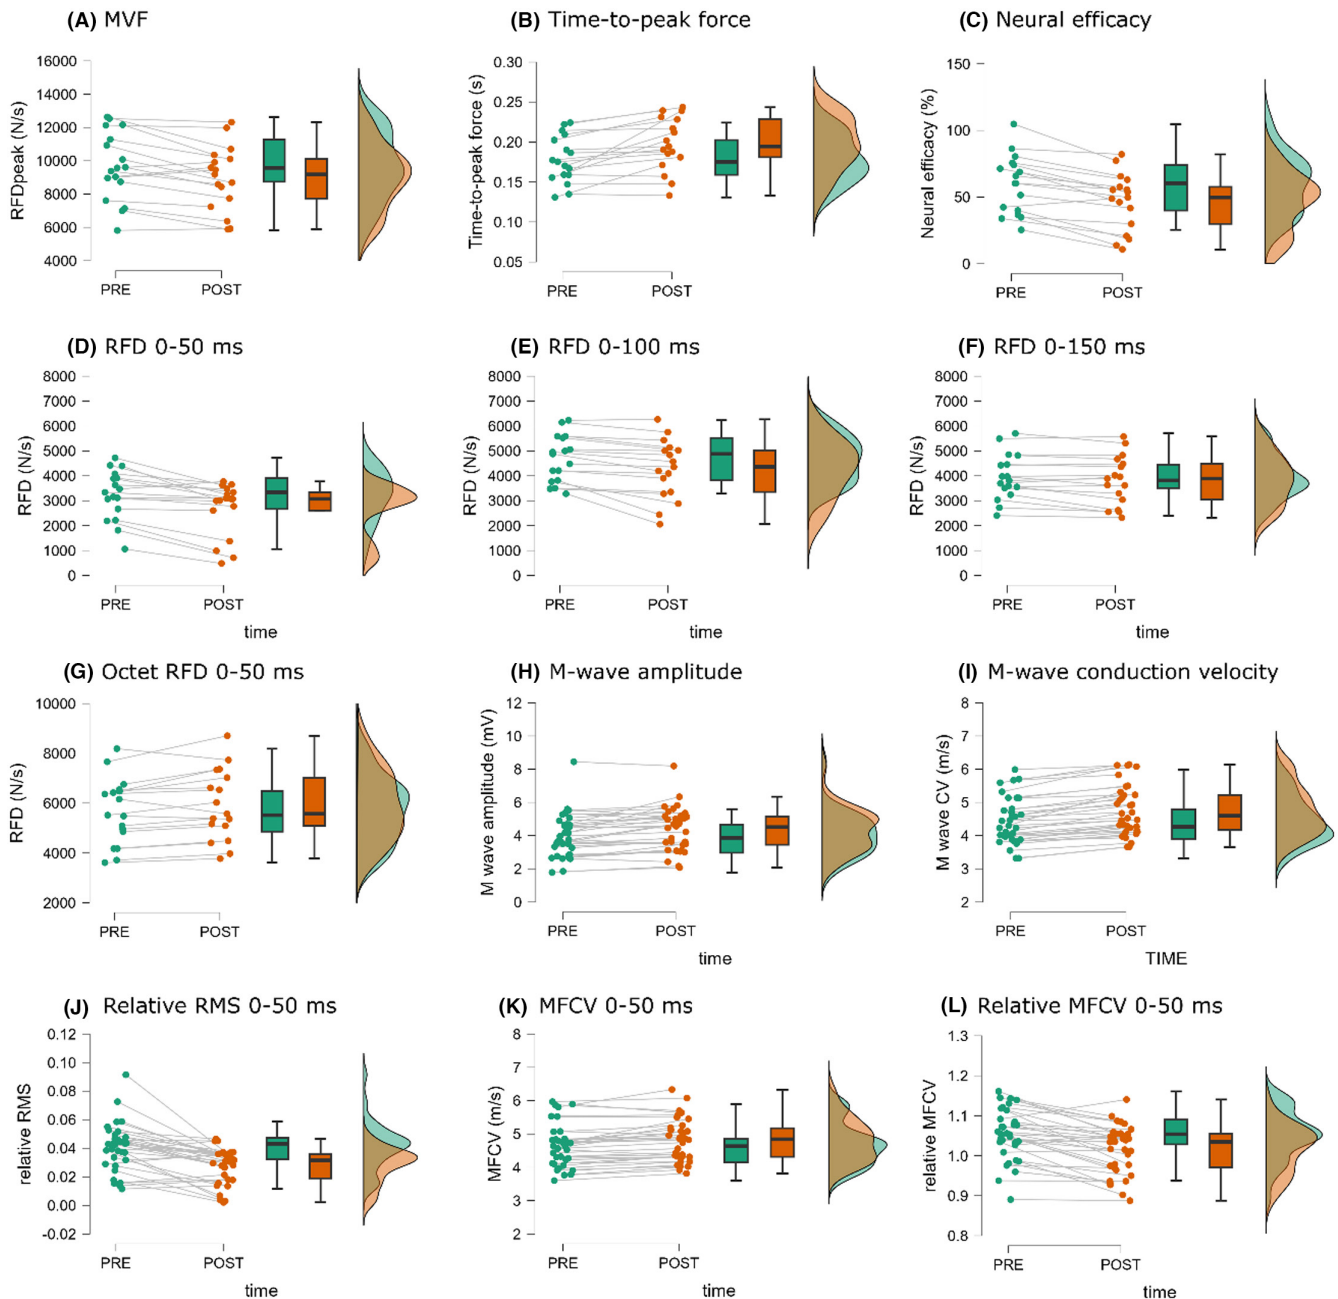 (A) MVF
RFDpeak (N/s)
16000
14000
12000
10000
8000
6000
4000
PRE POST
(B) Time-to-peak force
Time-to-peak force (s)
0.30
0.25
0.20
0.15
0.10
0.05
PRE POST
(C) Neural efficacy
Neural efficacy (%)
150
100
50
0
PRE POST
(D) RFD 0-50 ms
RFD (N/s)
8000
7000
6000
5000
4000
3000
2000
1000
0
PRE POST
time
(E) RFD 0-100 ms
RFD (N/s)
8000
7000
6000
5000
4000
3000
2000
1000
0
PRE POST
time
(F) RFD 0-150 ms
RFD (N/s)
8000
7000
6000
5000
4000
3000
2000
1000
0
PRE POST
time
(G) Octet RFD 0-50 ms
RFD (N/s)
10000
8000
6000
4000
2000
PRE POST
(H) M-wave amplitude
M wave amplitude (mV)
12
10
8
6
4
2
0
PRE POST
time
(I) M-wave conduction velocity
M wave CV (m/s)
8
7
6
5
4
3
2
PRE POST
TIME
(J) Relative RMS 0-50 ms
relative RMS
0.12
0.10
0.08
0.06
0.04
0.02
0.00
-0.02
PRE POST
time
(K) MFCV 0-50 ms
MFCV (m/s)
8
7
6
5
4
3
2
PRE POST
time
(L) Relative MFCV 0-50 ms
relative MFCV
1.3
1.2
1.1
1.0
0.9
0.8
PRE POST
time